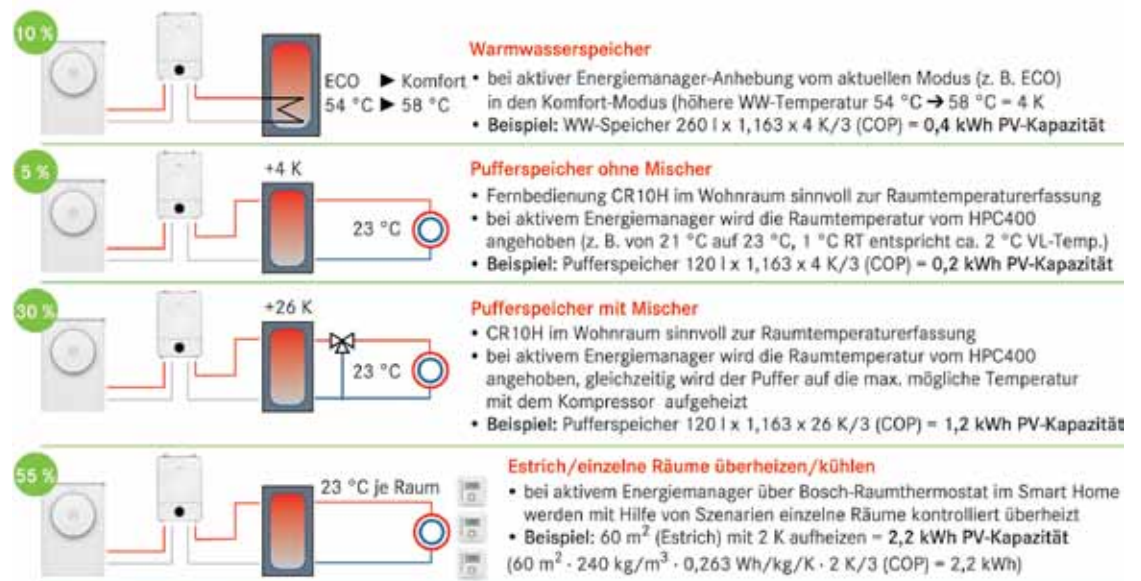 10 %
ECO ► Komfort
54 °C ► 58 °C
Warmwasserspeicher
• bei aktiver Energiemanager-Anhebung vom aktuellen Modus (z. B. ECO)
in den Komfort-Modus (höhere WW-Temperatur 54 °C ➔ 58 °C = 4 K
• Beispiel: WW-Speicher 260 l x 1,163 x 4 K/3 (COP) = 0,4 kWh PV-Kapazität
5 %
+4 K
23 °C
Pufferspeicher ohne Mischer
• Fernbedienung CR10H im Wohnraum sinnvoll zur Raumtemperaturerfassung
• bei aktivem Energiemanager wird die Raumtemperatur vom HPC400
angehoben (z. B. von 21 °C auf 23 °C, 1 °C RT entspricht ca. 2 °C VL-Temp.)
• Beispiel: Pufferspeicher 120 l x 1,163 x 4 K/3 (COP) = 0,2 kWh PV-Kapazität
30 %
+26 K
23 °C
Pufferspeicher mit Mischer
• CR10H im Wohnraum sinnvoll zur Raumtemperaturerfassung
• bei aktivem Energiemanager wird die Raumtemperatur vom HPC400
angehoben, gleichzeitig wird der Puffer auf die max. mögliche Temperatur
mit dem Kompressor aufgeheizt
• Beispiel: Pufferspeicher 120 l x 1,163 x 26 K/3 (COP) = 1,2 kWh PV-Kapazität
55 %
23 °C je Raum
Estrich/einzelne Räume überheizen/kühlen
• bei aktivem Energiemanager über Bosch-Raumthermostat im Smart Home
werden mit Hilfe von Szenarien einzelne Räume kontrolliert überheizt
• Beispiel: 60 m² (Estrich) mit 2 K aufheizen = 2,2 kWh PV-Kapazität
(60 m² · 240 kg/m³ · 0,263 Wh/kg/K · 2 K/3 (COP) = 2,2 kWh)